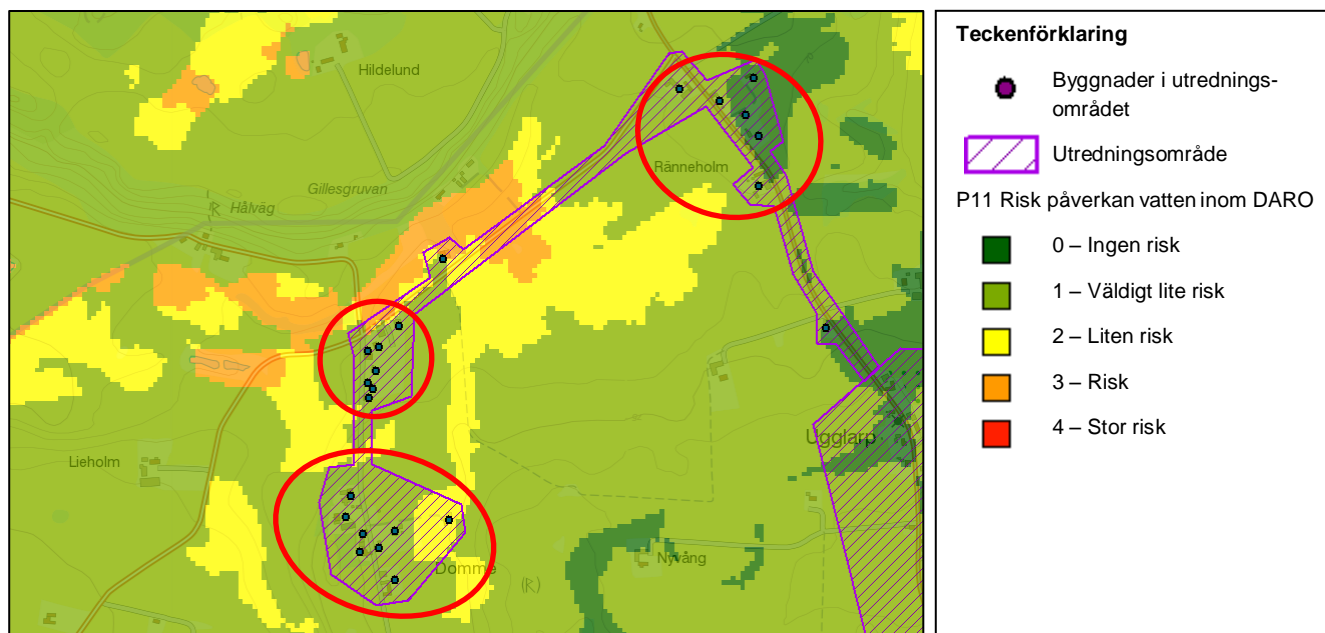 Hildelund
Gillesgruvan
R Hålväg
Ränneholm
Lieholm
Ugglarp
Domme
(R)
Nyvång
Teckenförklaring
Byggnader i utrednings-
området
Utredningsområde
P11 Risk påverkan vatten inom DARO
0 – Ingen risk
1 – Väldigt lite risk
2 – Liten risk
3 – Risk
4 – Stor risk